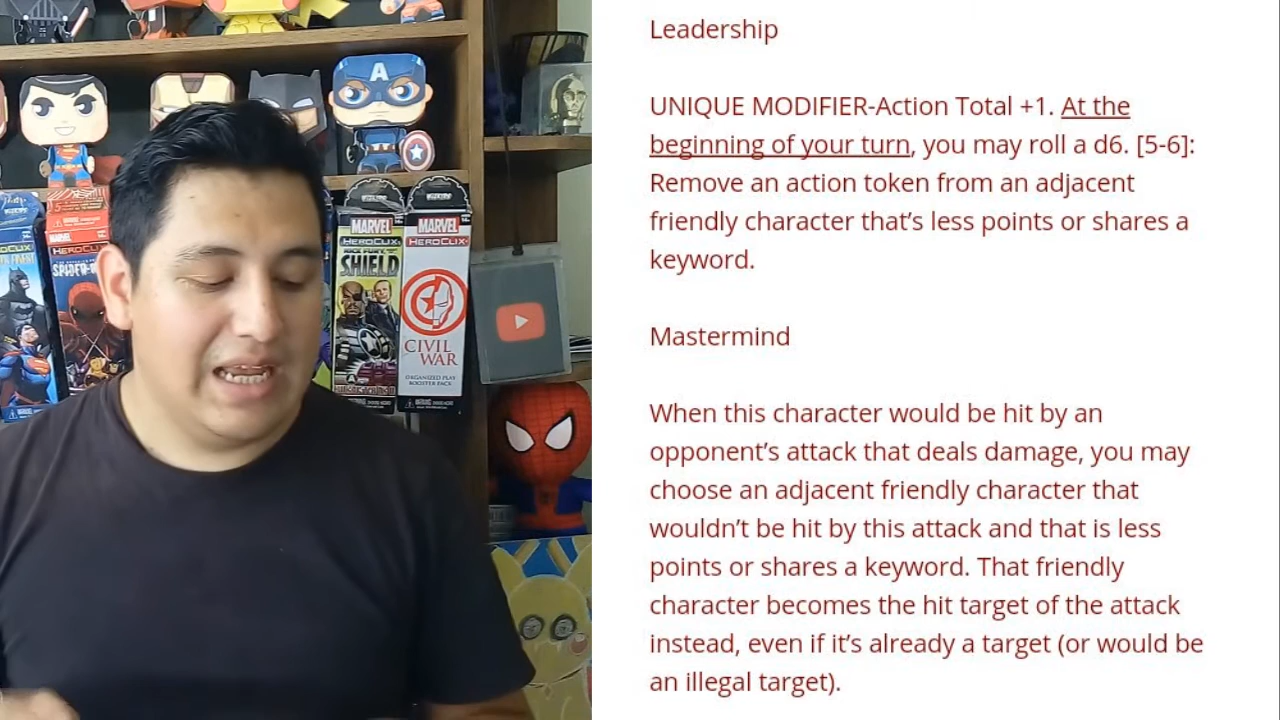 Leadership
UNIQUE MODIFIER-Action Total +1. At the
beginning of your turn, you may roll a d6. [5-6]:
Remove an action token from an adjacent
friendly character that’s less points or shares a
keyword.
Mastermind
When this character would be hit by an
opponent’s attack that deals damage, you may
choose an adjacent friendly character that
wouldn’t be hit by this attack and that is less
points or shares a keyword. That friendly
character becomes the hit target of the attack
instead, even if it’s already a target (or would be
an illegal target).
A
MARVEL
HEROCLIX
SHIELD
MARVEL
HEROCLIX
CIVIL
WAR
ORGANIZED PLAY
BOOSTER PACK
SPIDER-